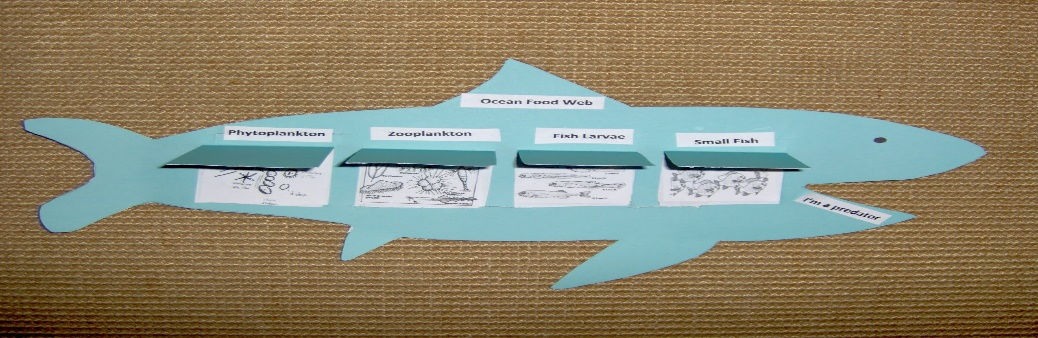 Ocean Food Web
Phytoplankton
Zooplankton
Fish Larvae
Small Fish
I'm a predator